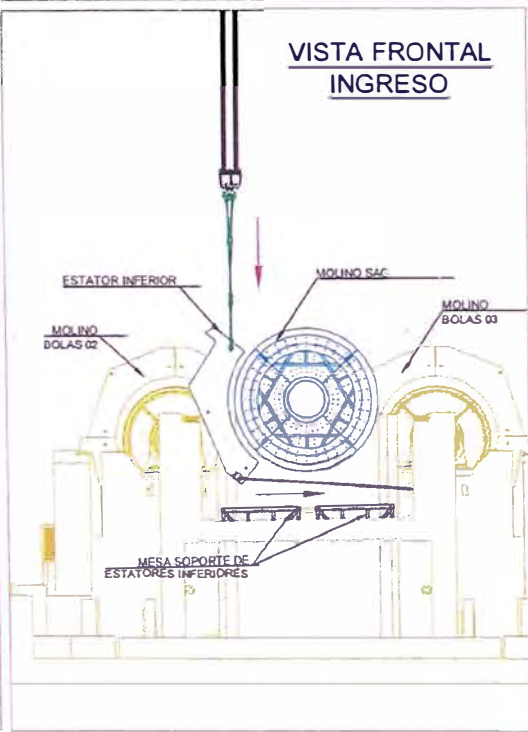 VISTA FRONTAL
INGRESO
ESTATOR INFERIOR
MOLINO SAG
MOLINO
BOLAS 02
MOLINO
BOLAS 03
MESA SOPORTE DE
ESTATORES INFERIORES